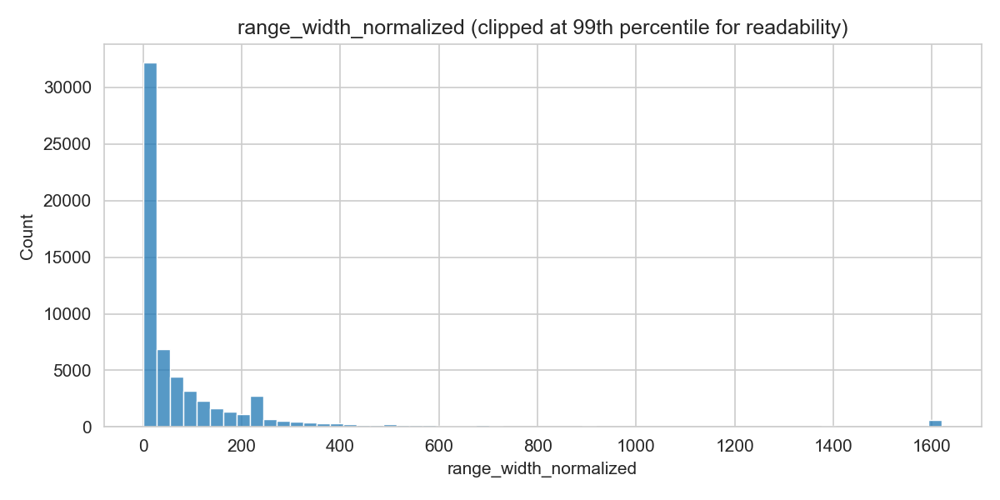 range_width_normalized (clipped at 99th percentile for readability)
30000
25000
20000
15000
10000
5000
0
Count
0 200 400 600 800 1000 1200 1400 1600
range_width_normalized